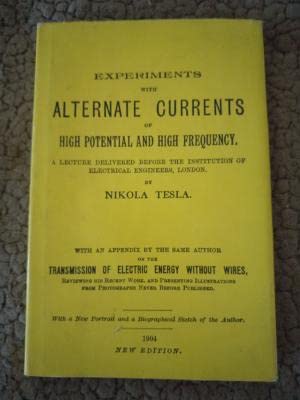 EXPERIMENTS
WITH
ALTERNATE CURRENTS
OF
HIGH POTENTIAL AND HIGH FREQUENCY.
A LECTURE DELIVERED BEFORE THE INSTITUTION OF
ELECTRICAL ENGINEERS, LONDON.
BY
NIKOLA TESLA.
WITH AN APPENDIX BY THE SAME AUTHOR
ON THE
TRANSMISSION OF ELECTRIC ENERGY WITHOUT WIRES,
REVIEWING HIS RECENT WORK, AND PRESENTING ILLUSTRATIONS
FROM PHOTOGRAPHS NEVER BEFORE PUBLISHED.
With a New Portrait and a Biographical Sketch of the Author.
1904
NEW EDITION.